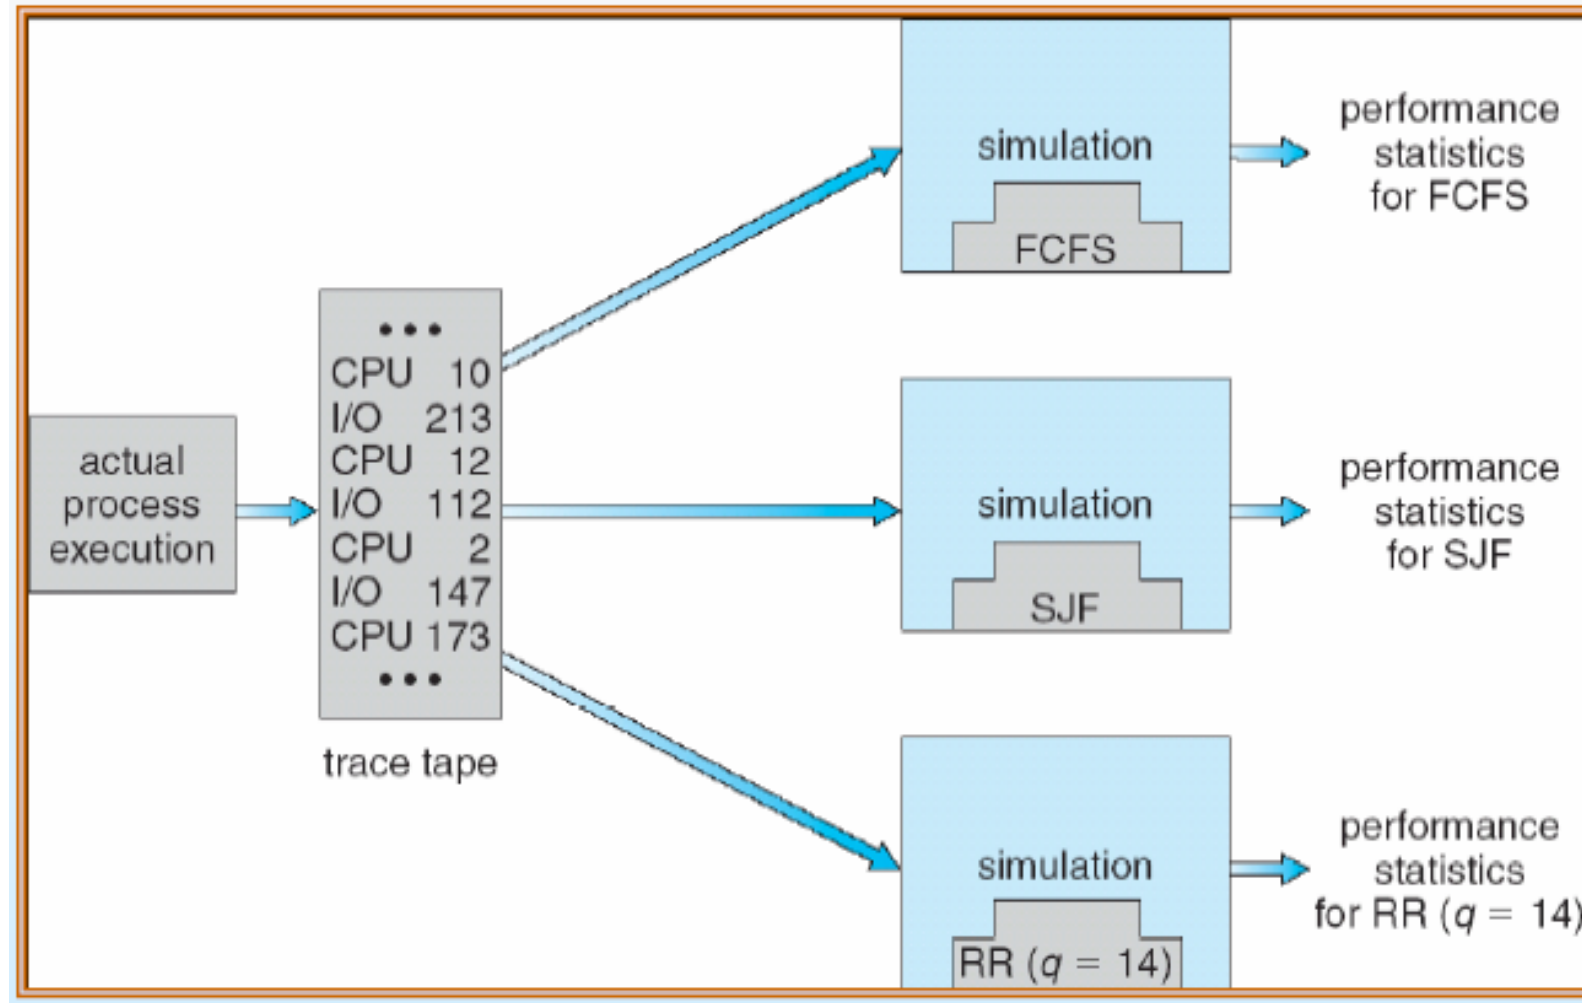 actual
process
execution
• • •
CPU 10
I/O 213
CPU 12
I/O 112
CPU 2
I/O 147
CPU 173
• • •
trace tape
simulation
FCFS
performance
statistics
for FCFS
simulation
SJF
performance
statistics
for SJF
simulation
RR (q = 14)
performance
statistics
for RR (q = 14)